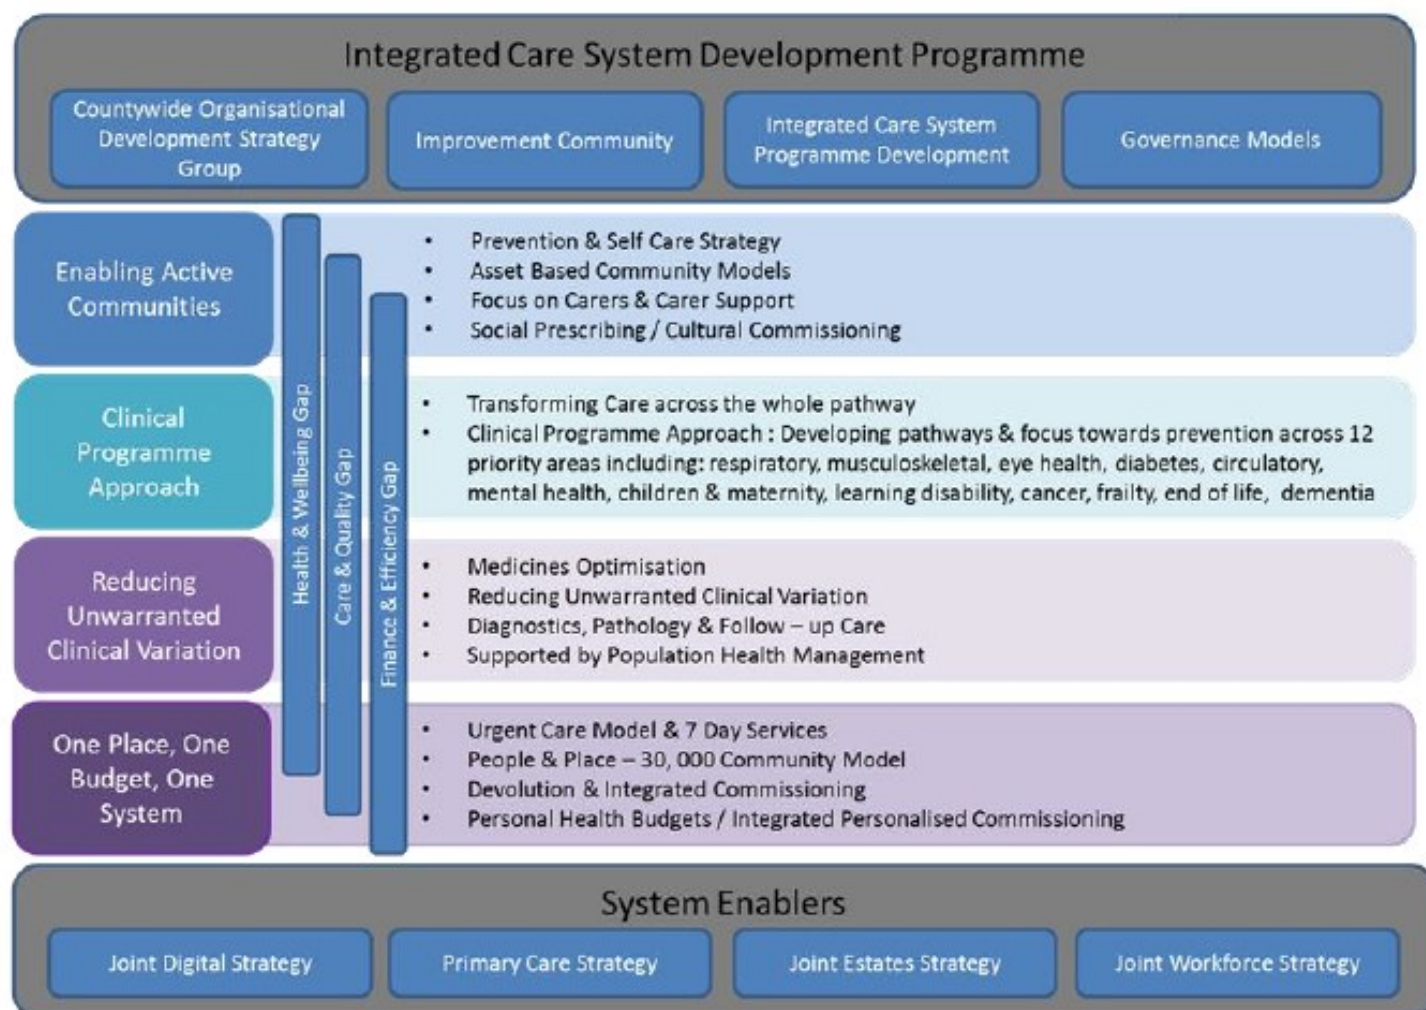 Integrated Care System Development Programme
Countywide Organisational
Development Strategy
Group
Improvement Community
Integrated Care System
Programme Development
Governance Models
Enabling Active
Communities
• Prevention & Self Care Strategy
• Asset Based Community Models
• Focus on Carers & Carer Support
• Social Prescribing / Cultural Commissioning
Clinical
Programme
Approach
• Transforming Care across the whole pathway
• Clinical Programme Approach : Developing pathways & focus towards prevention across 12
priority areas including: respiratory, musculoskeletal, eye health, diabetes, circulatory,
mental health, children & maternity, learning disability, cancer, frailty, end of life, dementia
Health & Wellbeing Gap
Care & Quality Gap
Finance & Efficiency Gap
Reducing
Unwarranted
Clinical Variation
• Medicines Optimisation
• Reducing Unwarranted Clinical Variation
• Diagnostics, Pathology & Follow – up Care
• Supported by Population Health Management
One Place, One
Budget, One
System
• Urgent Care Model & 7 Day Services
• People & Place – 30, 000 Community Model
• Devolution & Integrated Commissioning
• Personal Health Budgets / Integrated Personalised Commissioning
System Enablers
Joint Digital Strategy
Primary Care Strategy
Joint Estates Strategy
Joint Workforce Strategy